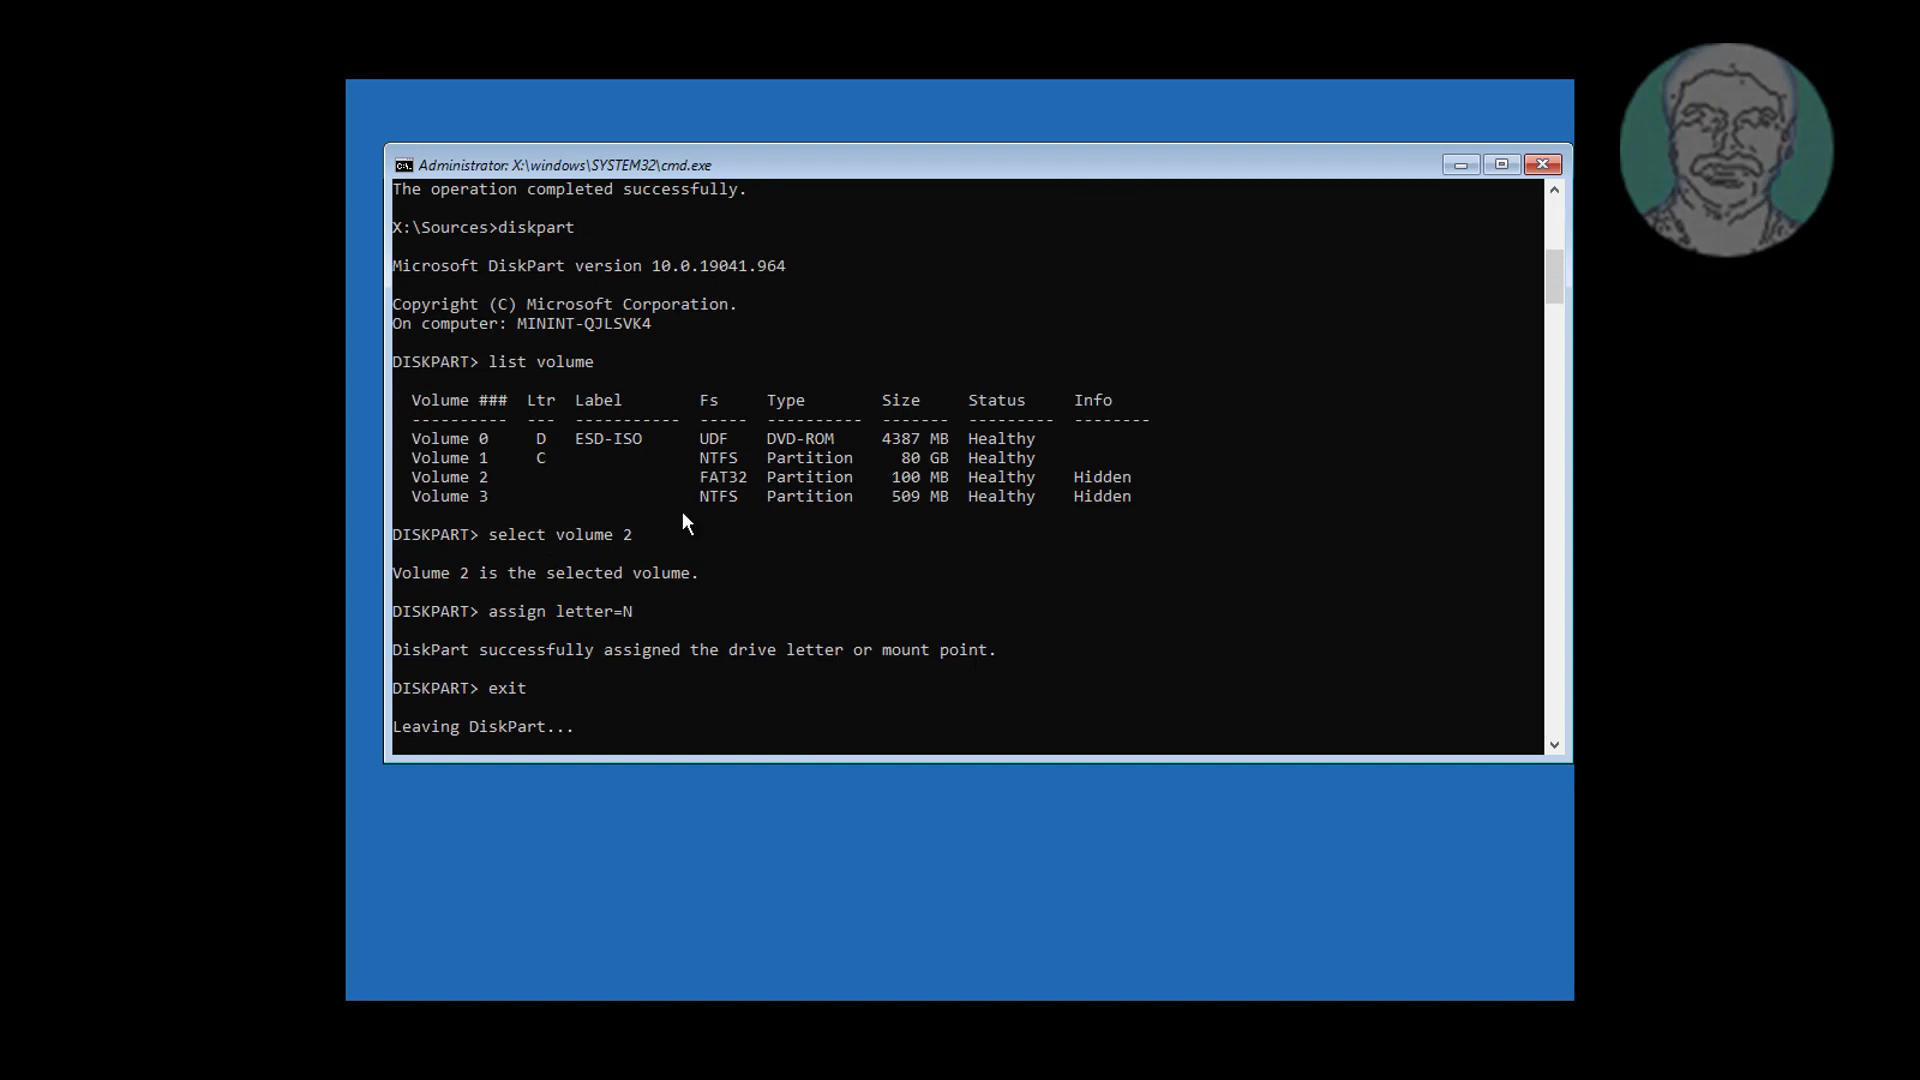 Administrator: X:\windows\SYSTEM32\cmd.exe
The operation completed successfully.
X:\Sources>diskpart
Microsoft DiskPart version 10.0.19041.964
Copyright (C) Microsoft Corporation.
On computer: MININT-QJLSVK4
DISKPART> list volume
Volume ###  Ltr  Label        Fs     Type        Size     Status     Info
----------  ---  -----------  -----  ----------  -------  ---------  --------
Volume 0     D   ESD-ISO      UDF    DVD-ROM     4387 MB  Healthy
Volume 1     C                NTFS   Partition     80 GB  Healthy
Volume 2                      FAT32  Partition    100 MB  Healthy    Hidden
Volume 3                      NTFS   Partition    509 MB  Healthy    Hidden
DISKPART> select volume 2
Volume 2 is the selected volume.
DISKPART> assign letter=N
DiskPart successfully assigned the drive letter or mount point.
DISKPART> exit
Leaving DiskPart...